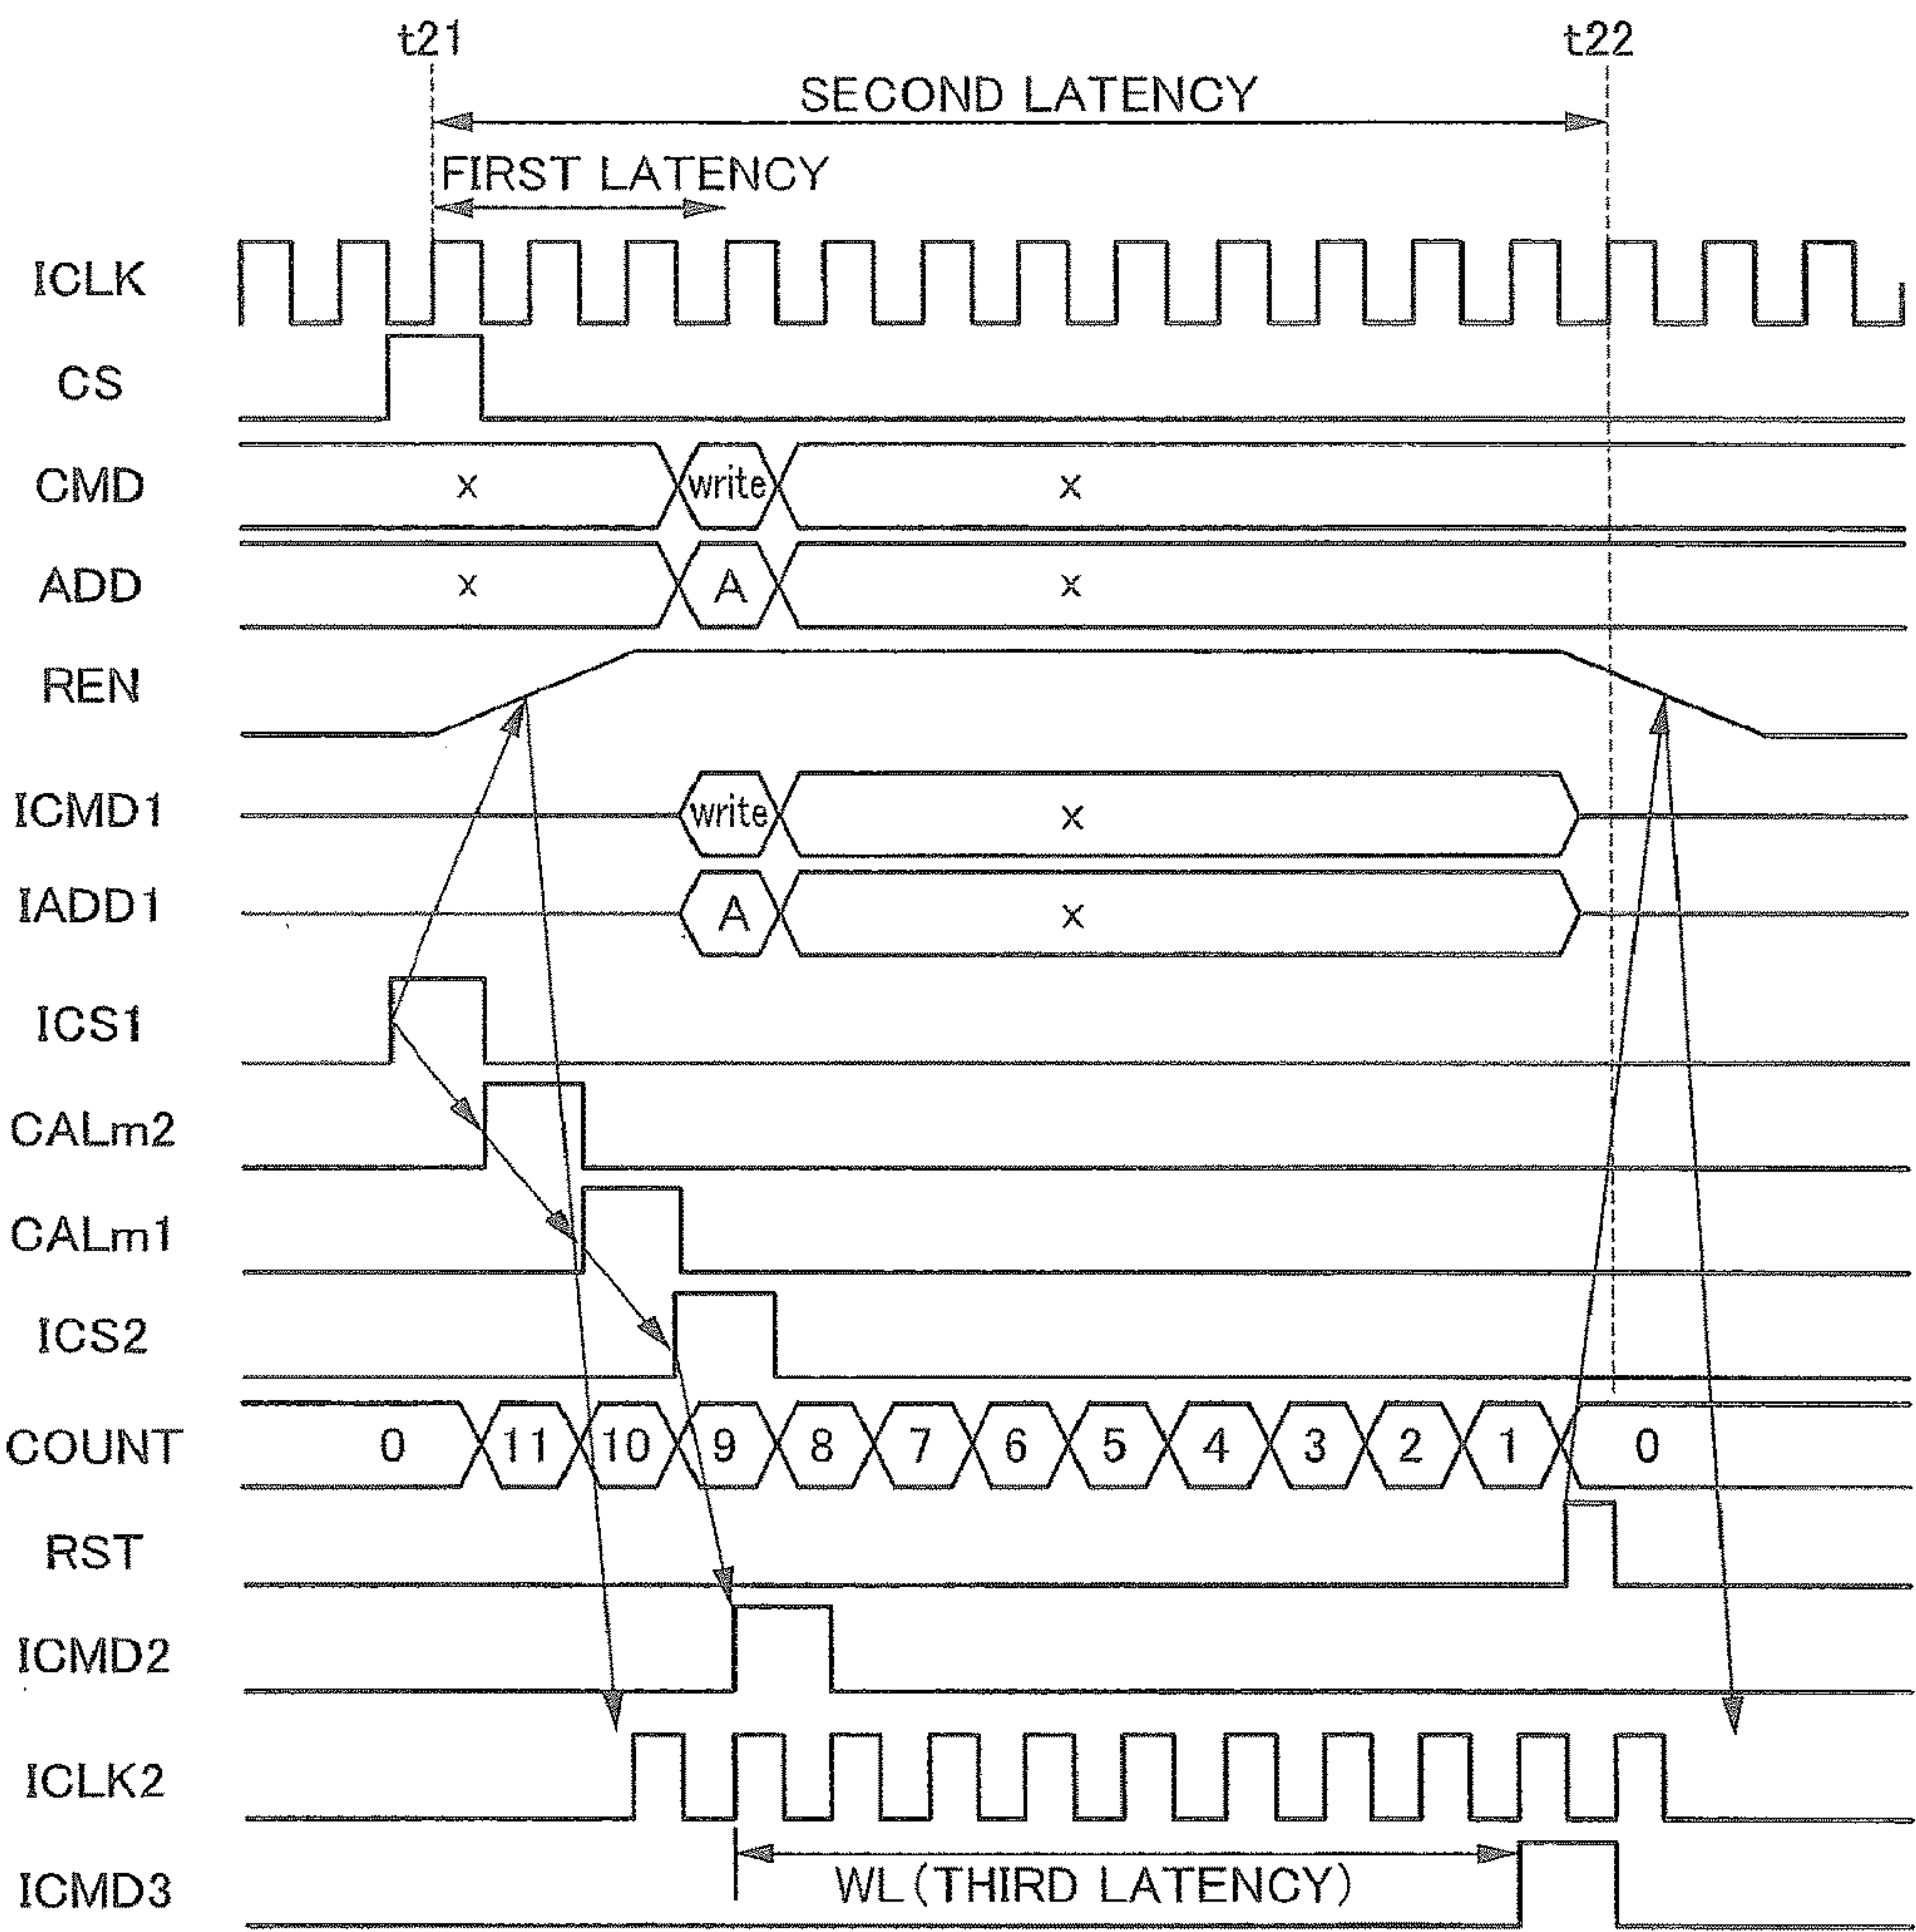 t21 t22
SECOND LATENCY
FIRST LATENCY
ICLK
CS
CMD x write x
ADD x A x
REN
ICMD1 write x
IADD1 A x
ICS1
CALm2
CALm1
ICS2
COUNT 0 11 10 9 8 7 6 5 4 3 2 1 0
RST
ICMD2
ICLK2
ICMD3 WL(THIRD LATENCY)